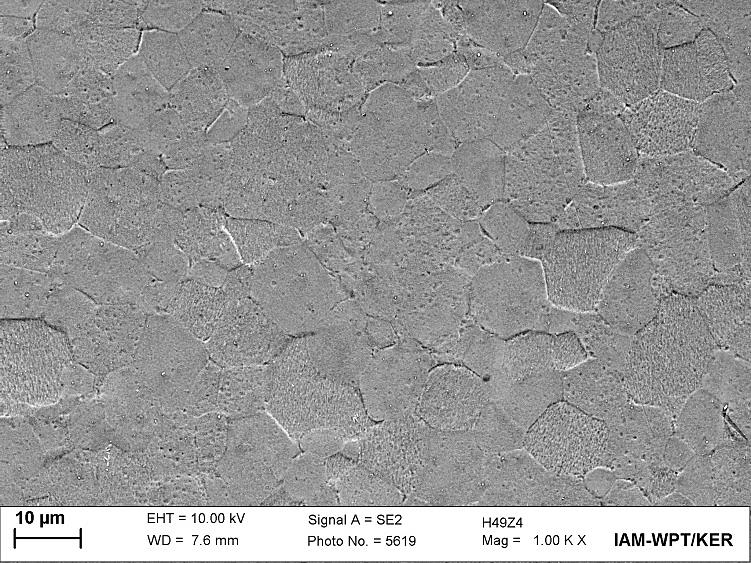 10 µm
EHT = 10.00 kV
WD = 7.6 mm
Signal A = SE2
Photo No. = 5619
H49Z4
Mag = 1.00 K X
IAM-WPT/KER